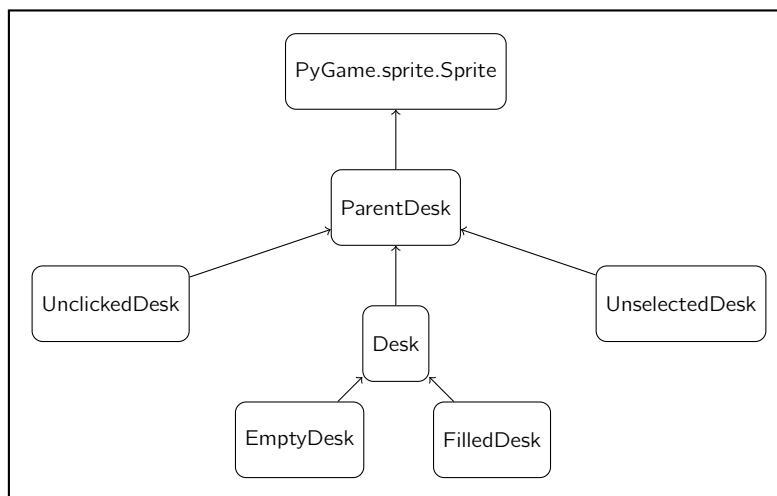 PyGame.sprite.Sprite
ParentDesk
UnclickedDesk
UnselectedDesk
Desk
EmptyDesk
FilledDesk